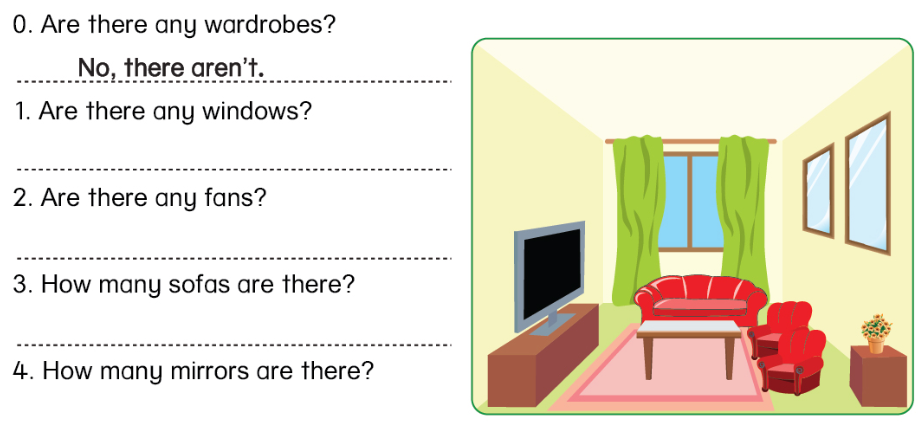 0. Are there any wardrobes?
No, there aren't.
1. Are there any windows?
2. Are there any fans?
3. How many sofas are there?
4. How many mirrors are there?